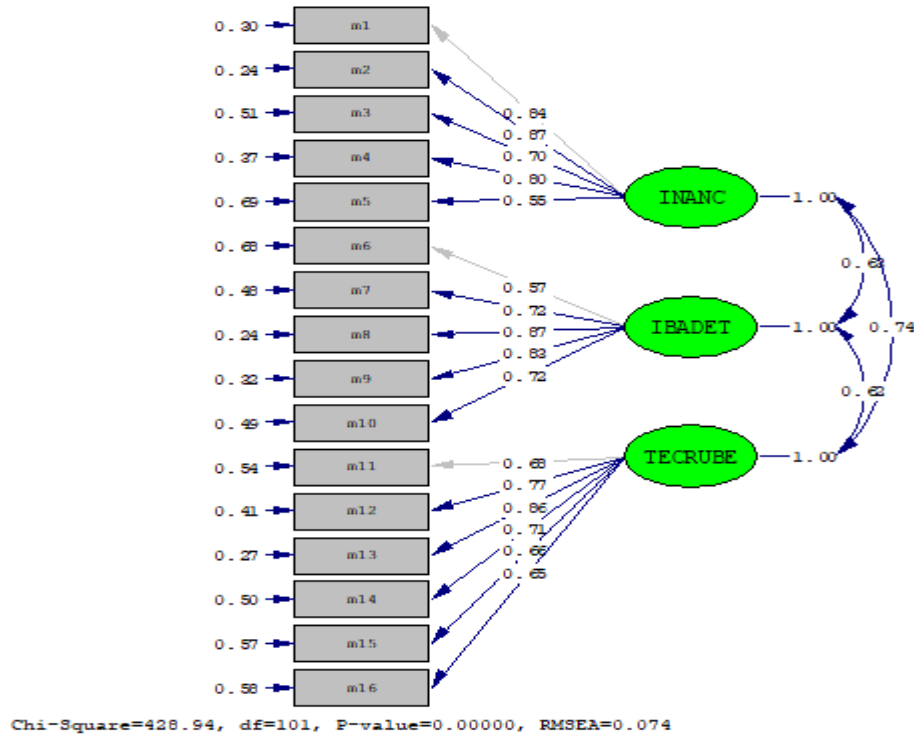 0.30 m1
0.24 m2
0.51 m3
0.37 m4
0.69 m5
0.68 m6
0.48 m7
0.24 m8
0.32 m9
0.49 m10
0.54 m11
0.41 m12
0.27 m13
0.50 m14
0.57 m15
0.58 m16
0.84
0.87
0.70
0.80
0.55
0.57
0.72
0.87
0.83
0.72
0.68
0.77
0.86
0.71
0.66
0.65
INANC 1.00
IBADET 1.00
TECRUBE 1.00
0.74
0.62
Chi-Square=428.94, df=101, P-value=0.00000, RMSEA=0.074